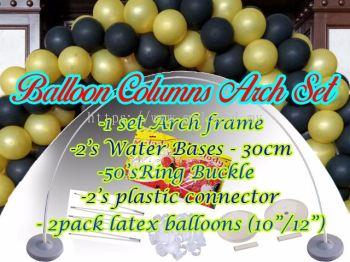 Balloon Columns Arch Set
-1 set Arch frame
-2's Water Bases - 30cm
-50'sRing Buckle
-2's plastic connector
- 2pack latex balloons (10"/12")